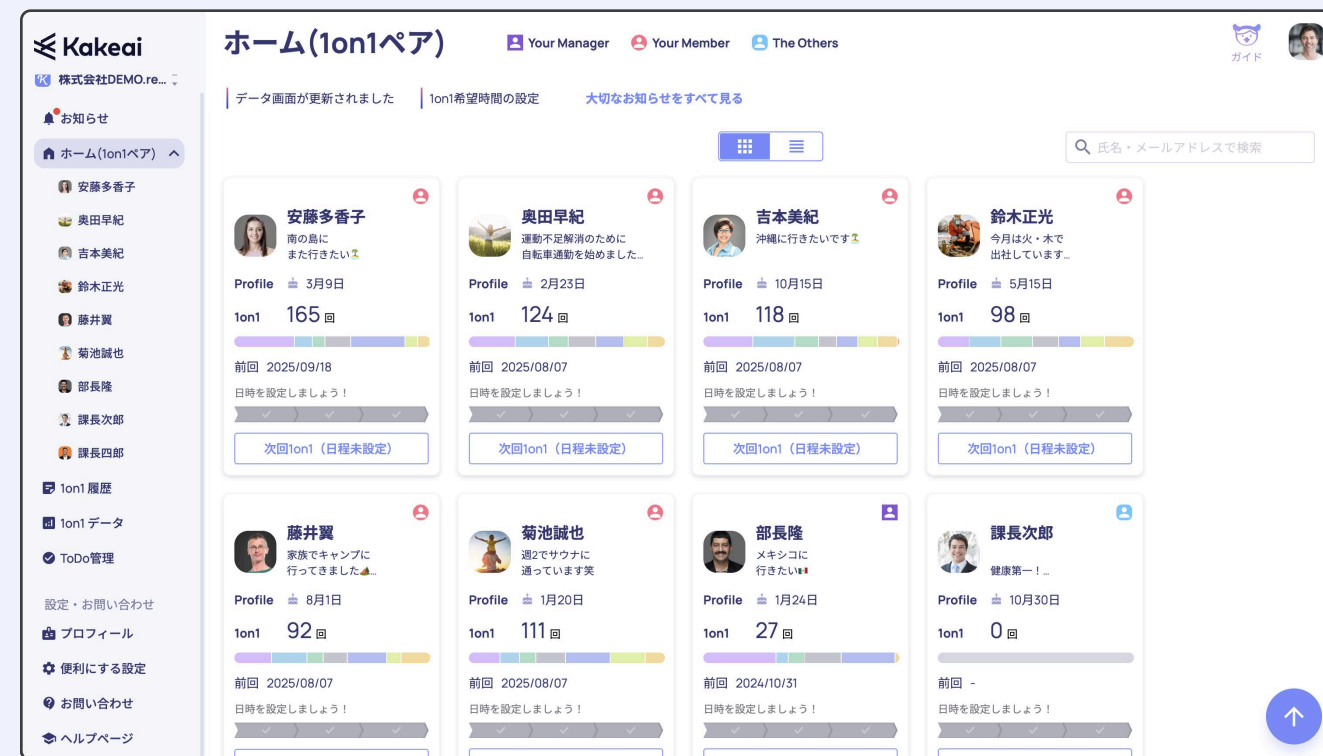 Kakeai
株式会社DEMO.re...
お知らせ
ホーム(1on1ペア)
安藤多香子
奥田早紀
吉本美紀
鈴木正光
藤井翼
菊池誠也
部長隆
課長次郎
課長四郎
1on1 履歴
1on1 データ
ToDo管理
設定・お問い合わせ
プロフィール
便利にする設定
お問い合わせ
ヘルプページ
ホーム(1on1ペア)
Your Manager
Your Member
The Others
ガイド
データ画面が更新されました
1on1希望時間の設定
大切なお知らせをすべて見る
氏名・メールアドレスで検索
安藤多香子
南の島に
また行きたい🏝️
Profile 3月9日
1on1 165 回
前回 2025/09/18
日時を設定しましょう！
次回1on1（日程未設定）
奥田早紀
運動不足解消のために
自転車通勤を始めました...
Profile 2月23日
1on1 124 回
前回 2025/08/07
日時を設定しましょう！
次回1on1（日程未設定）
吉本美紀
沖縄に行きたいです🏝️
Profile 10月15日
1on1 118 回
前回 2025/08/07
日時を設定しましょう！
次回1on1（日程未設定）
鈴木正光
今月は火・木で
出社しています...
Profile 5月15日
1on1 98 回
前回 2025/08/07
日時を設定しましょう！
次回1on1（日程未設定）
藤井翼
家族でキャンプに
行ってきました🏕️...
Profile 8月1日
1on1 92 回
前回 2025/08/07
日時を設定しましょう！
菊池誠也
週2でサウナに
通っています笑
Profile 1月20日
1on1 111 回
前回 2025/08/07
日時を設定しましょう！
部長隆
メキシコに
行きたい🇲🇽
Profile 1月24日
1on1 27 回
前回 2024/10/31
日時を設定しましょう！
課長次郎
健康第一！...
Profile 10月30日
1on1 0 回
前回 -
日時を設定しましょう！